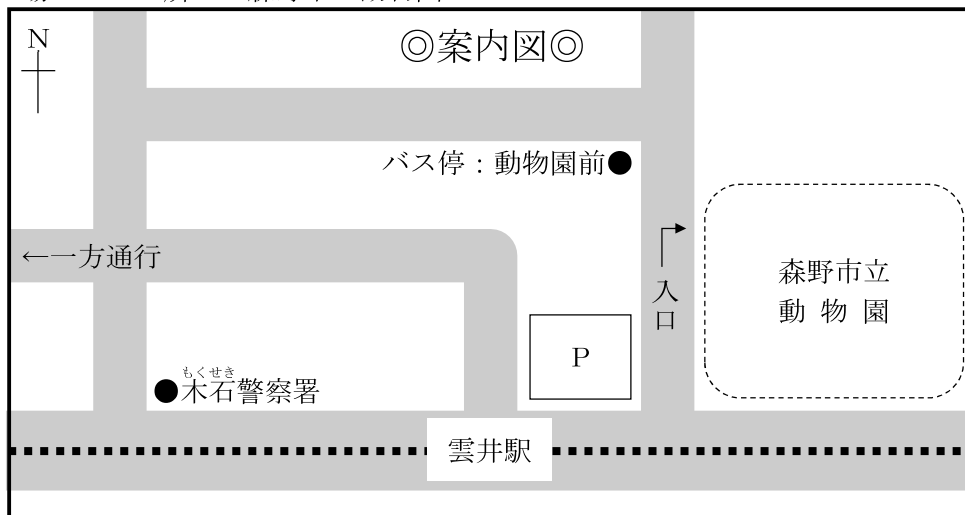 N
◎案内図◎
バス停：動物園前●
←一方通行
入口
森野市立
動物園
P
もくせき
●木石警察署
雲井駅